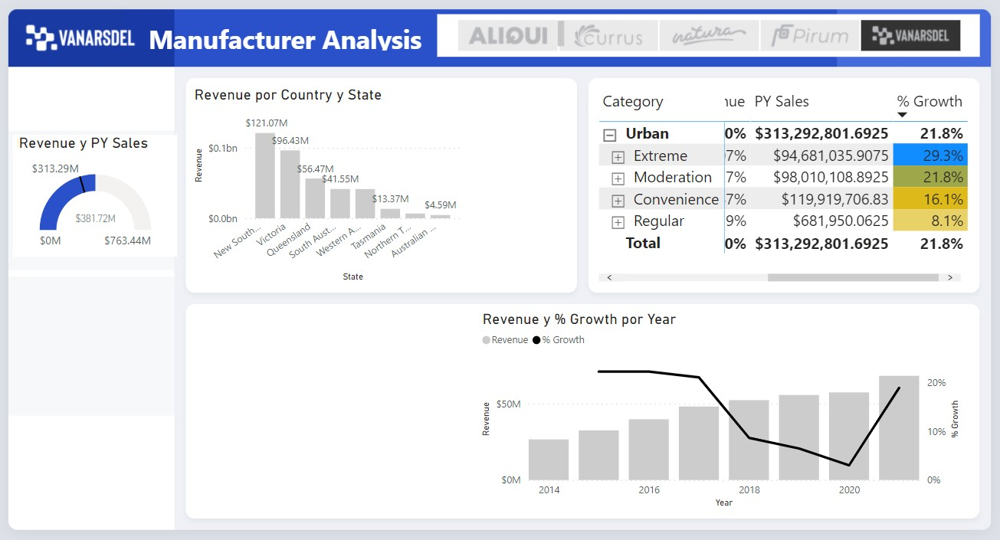 VANARSDEL Manufacturer Analysis
ALIQUI Currus natura Pirum VANARSDEL
Revenue y PY Sales
$313.29M
$381.72M
$0M $763.44M
Revenue por Country y State
$121.07M
$96.43M
$56.47M
$41.55M
$13.37M
$4.59M
$0.1bn
$0.0bn
Revenue
New South...
Victoria
Queensland
South Aust...
Western A...
Tasmania
Northern T...
Australian ...
State
Category nue PY Sales % Growth
Urban 0% $313,292,801.6925 21.8%
Extreme 7% $94,681,035.9075 29.3%
Moderation 7% $98,010,108.8925 21.8%
Convenience 7% $119,919,706.83 16.1%
Regular 9% $681,950.0625 8.1%
Total 0% $313,292,801.6925 21.8%
Revenue y % Growth por Year
Revenue % Growth
20%
$50M
10%
$0M 0%
Revenue
% Growth
2014 2016 2018 2020
Year